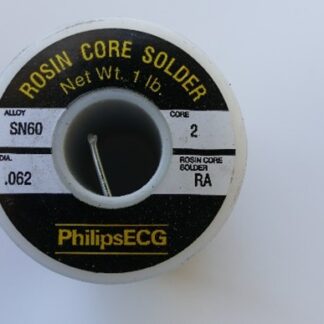 ROSIN CORE SOLDER
Net Wt. 1 lb.
ALLOY
SN60
CORE
2
DIA.
.062
ROSIN CORE
SOLDER
RA
PhilipsECG